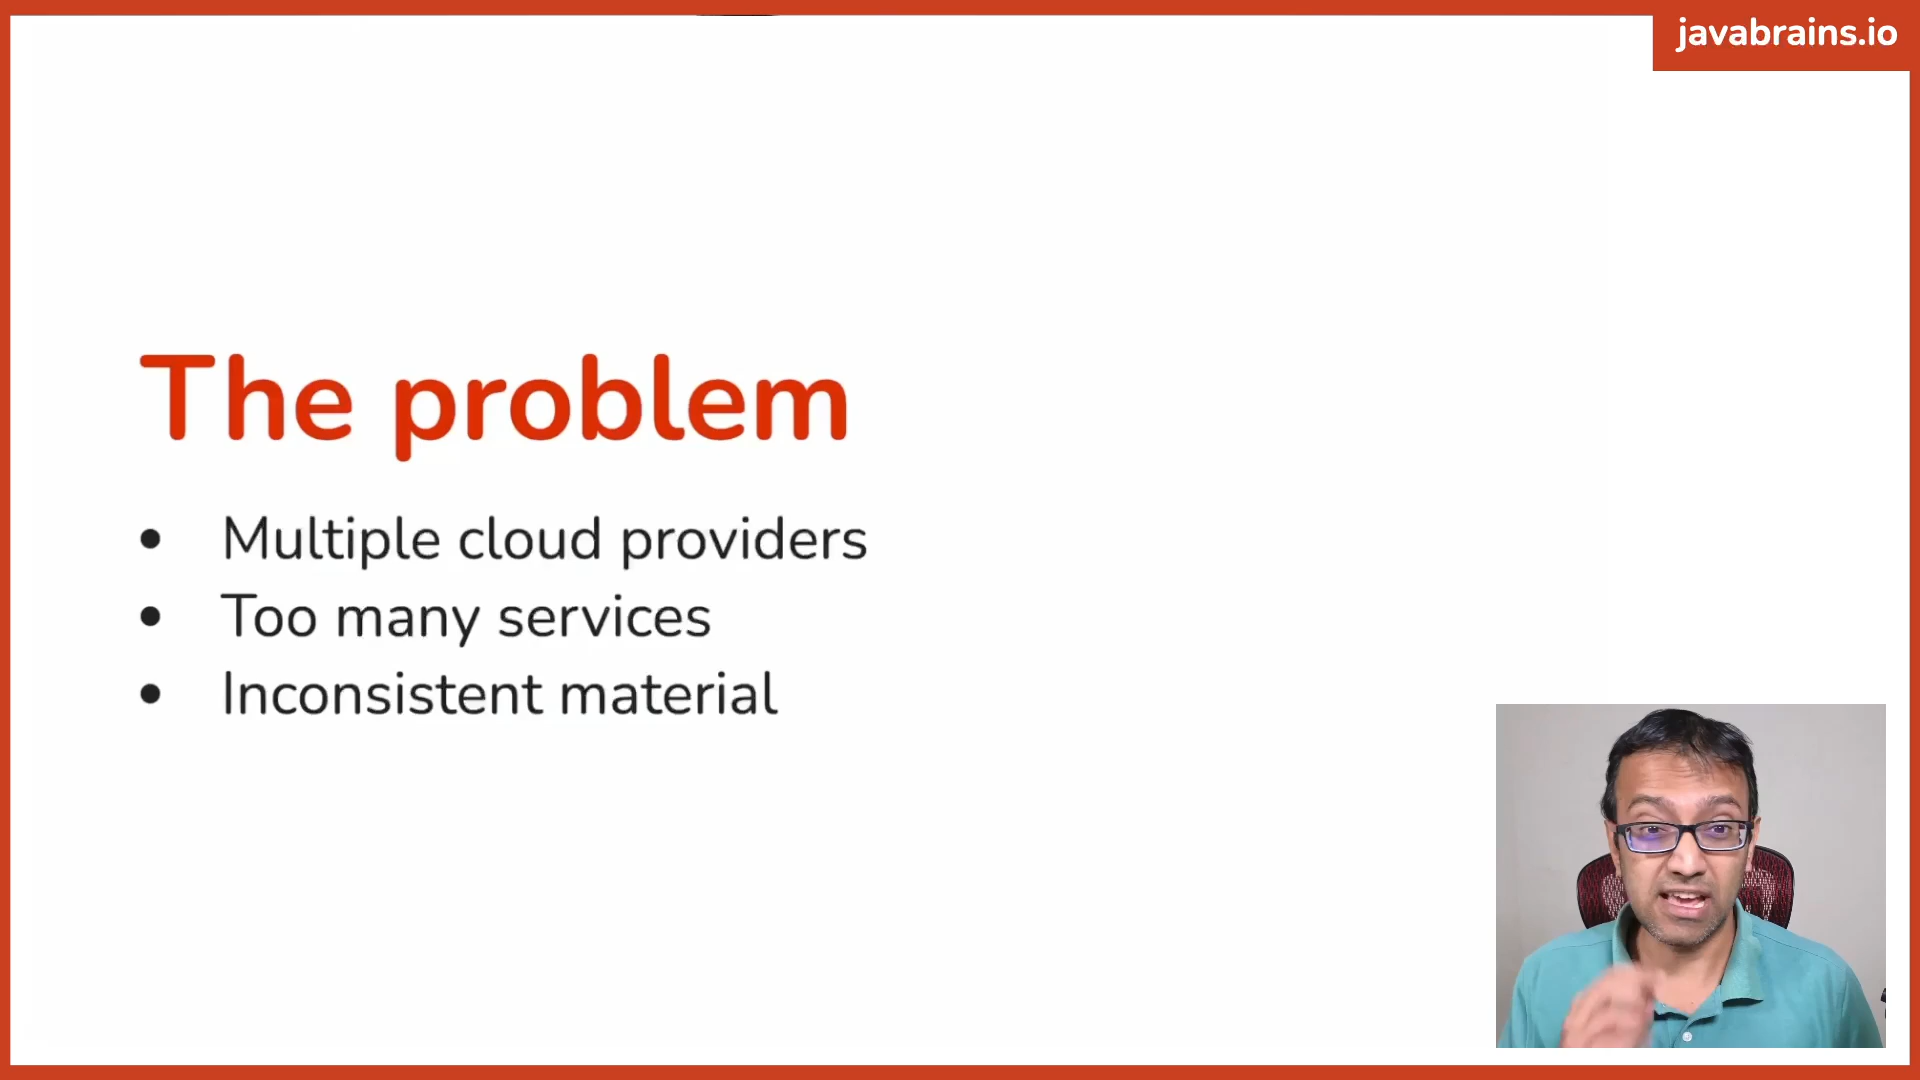 javabrains.io
The problem
• Multiple cloud providers
• Too many services
• Inconsistent material